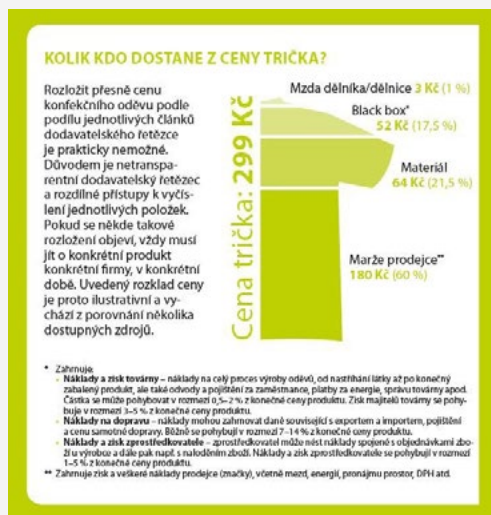 KOLIK KDO DOSTANE Z CENY TRIČKA?
Rozložit přesně cenu
konfekčního oděvu podle
podílu jednotlivých článků
dodavatelského řetězce
je prakticky nemožné.
Důvodem je netranspa-
rentní dodavatelský řetězec
a rozdílné přístupy k vyčís-
lení jednotlivých položek.
Pokud se někde takové
rozložení objeví, vždy musí
jít o konkrétní produkt
konkrétní firmy, v konkrétní
době. Uvedený rozklad ceny
je proto ilustrativní a vy-
chází z porovnání několika
dostupných zdrojů.
Cena trička: 299 Kč
Mzda dělníka/dělnice 3 Kč (1 %)
Black box*
52 Kč (17,5 %)
Materiál
64 Kč (21,5 %)
Marže prodejce**
180 Kč (60 %)
* Zahrnuje:
• Náklady a zisk továrny – náklady na celý proces výroby oděvů, od nastříhání látky až po konečný
zabalený produkt, ale také odvody a pojištění za zaměstnance, platby za energie, správu továrny apod.
Částka se může pohybovat v rozmezí 0,5–2 % z konečné ceny produktu. Zisk majitelů továrny se pohy-
buje v rozmezí 3–5 % z konečné ceny produktu.
• Náklady na dopravu – náklady mohou zahrnovat daně související s exportem a importem, pojištění
a cenu samotné dopravy. Běžně se pohybují v rozmezí 7–14 % z konečné ceny produktu.
• Náklady a zisk zprostředkovatele – zprostředkovatel může nést náklady spojené s objednávkami zbo-
ží u výrobce a dále pak např. s naloděním zboží. Náklady a zisk zprostředkovatele se pohybují v rozmezí
1–5 % z konečné ceny produktu.
** Zahrnuje zisk a veškeré náklady prodejce (značky), včetně mezd, energií, pronájmu prostor, DPH atd.